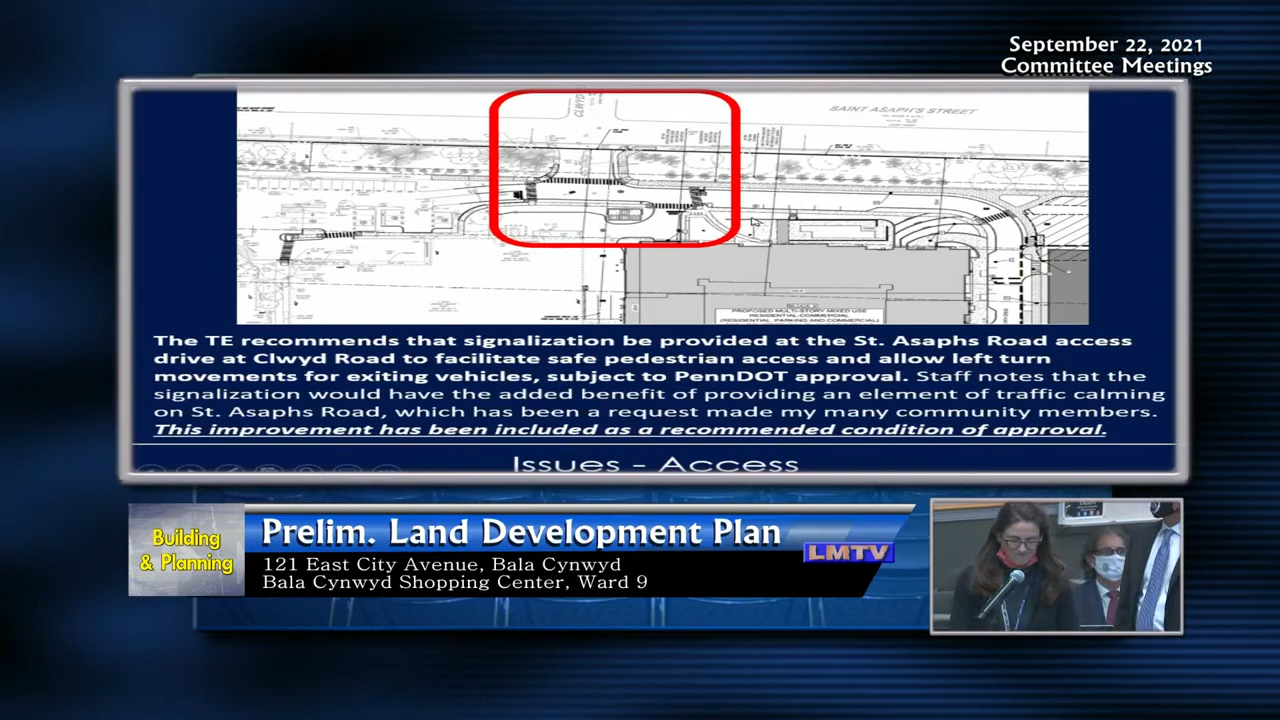 September 22, 2021
Committee Meetings
CLWYD
SAINT ASAPH'S STREET
PROPOSED MULTI-STORY MIXED USE
RESIDENTIAL-COMMERCIAL
(RESIDENTIAL, PARKING AND COMMERCIAL)
The TE recommends that signalization be provided at the St. Asaphs Road access
drive at Clwyd Road to facilitate safe pedestrian access and allow left turn
movements for exiting vehicles, subject to PennDOT approval. Staff notes that the
signalization would have the added benefit of providing an element of traffic calming
on St. Asaphs Road, which has been a request made my many community members.
This improvement has been included as a recommended condition of approval.
Issues - Access
Building
& Planning
Prelim. Land Development Plan
121 East City Avenue, Bala Cynwyd
Bala Cynwyd Shopping Center, Ward 9
LMTV